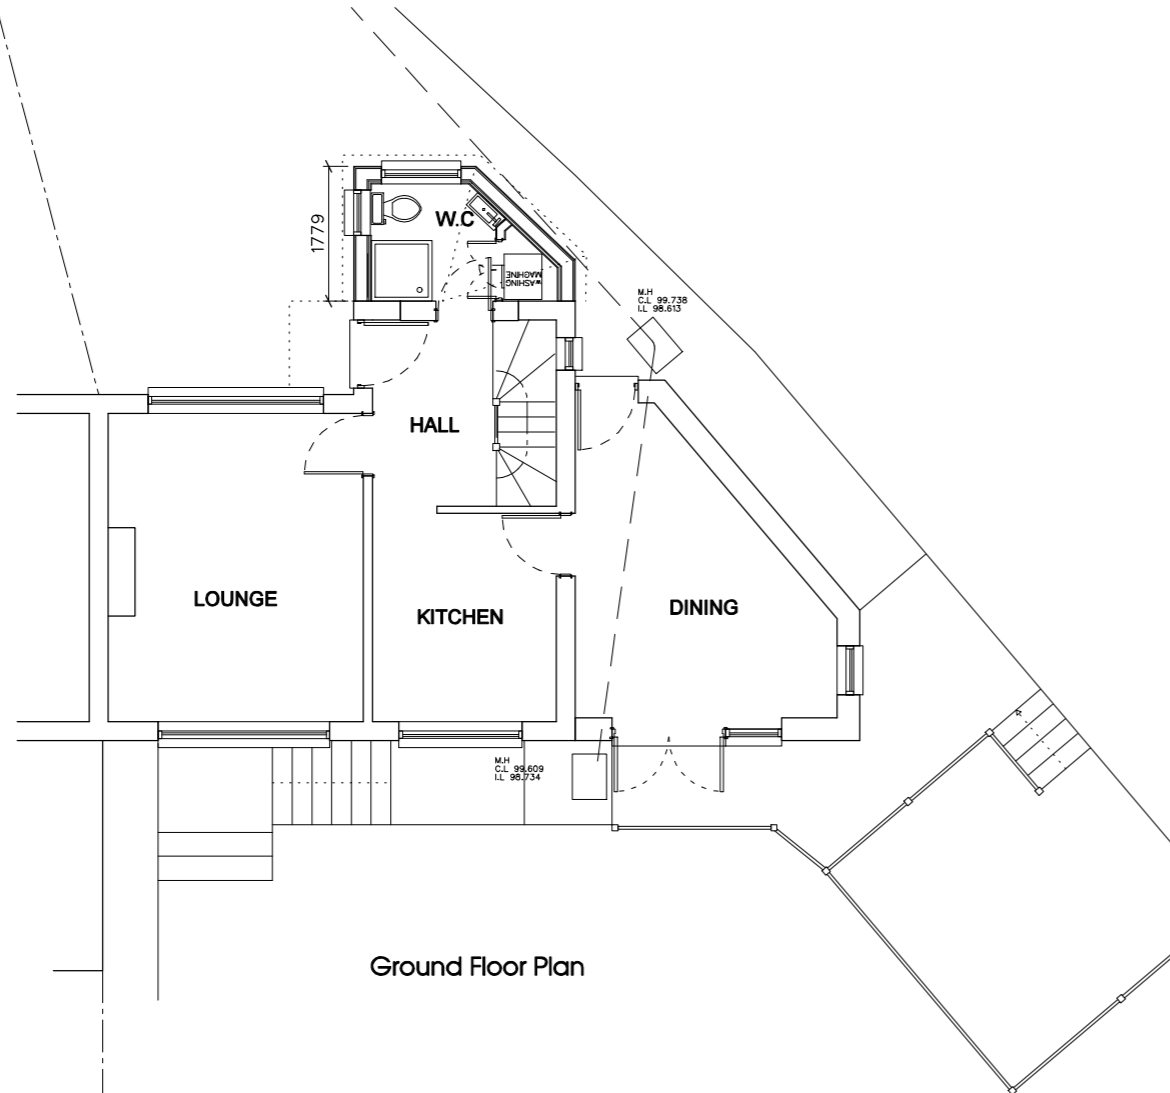 1779
W.C
WASHING
MACHINE
M.H
C.L 99.738
I.L 98.613
HALL
LOUNGE
KITCHEN
DINING
M.H
C.L 99.609
I.L 98.734
Ground Floor Plan